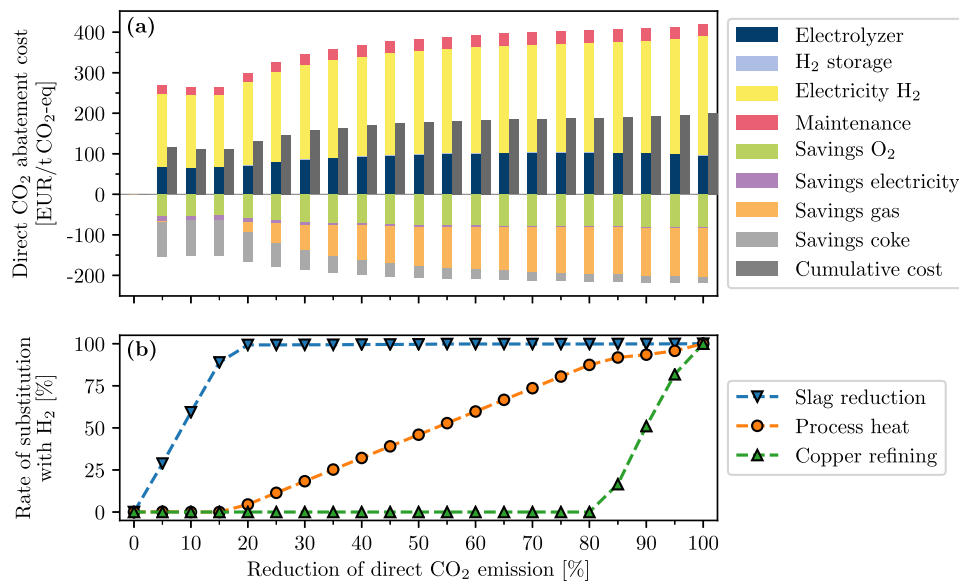 (a)
Direct CO₂ abatement cost
[EUR/t CO₂-eq]
400
300
200
100
0
-100
-200
Electrolyzer
H₂ storage
Electricity H₂
Maintenance
Savings O₂
Savings electricity
Savings gas
Savings coke
Cumulative cost
(b)
Rate of substitution
with H₂ [%]
100
75
50
25
0
Slag reduction
Process heat
Copper refining
0 10 20 30 40 50 60 70 80 90 100
Reduction of direct CO₂ emission [%]